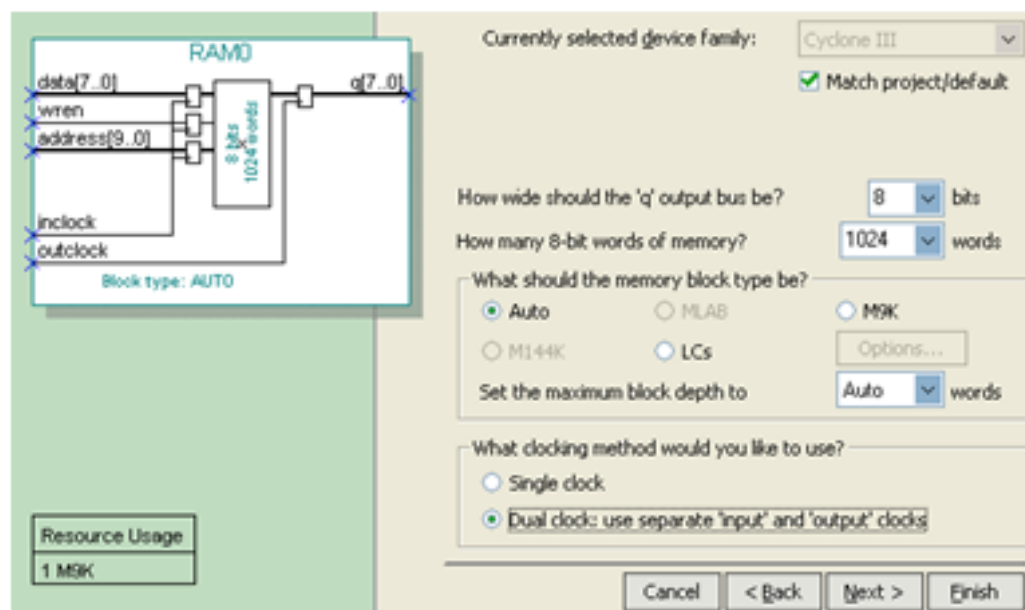 RAM0
data[7..0]
q[7..0]
wren
address[9..0]
8 bits
1024 words
inclock
outclock
Block type: AUTO
Resource Usage
1 M9K
Currently selected device family:
Cyclone III
Match project/default
How wide should the 'q' output bus be?
8
bits
How many 8-bit words of memory?
1024
words
What should the memory block type be?
Auto
MLAB
M9K
M144K
LCs
Options...
Set the maximum block depth to
Auto
words
What clocking method would you like to use?
Single clock
Dual clock: use separate 'input' and 'output' clocks
Cancel
< Back
Next >
Finish